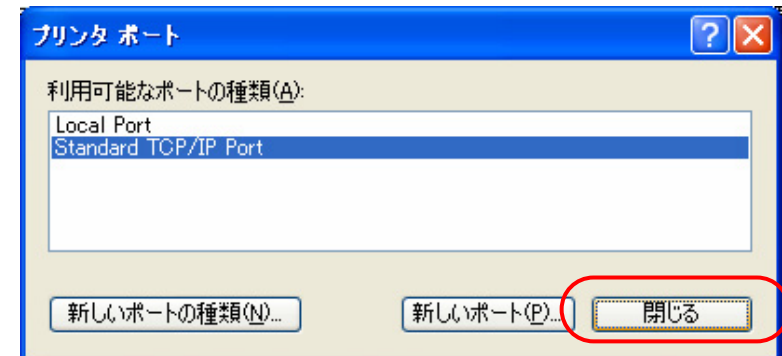 プリンタ ポート
利用可能なポートの種類(A):
Local Port
Standard TCP/IP Port
新しいポートの種類(N)... 新しいポート(P)... 閉じる